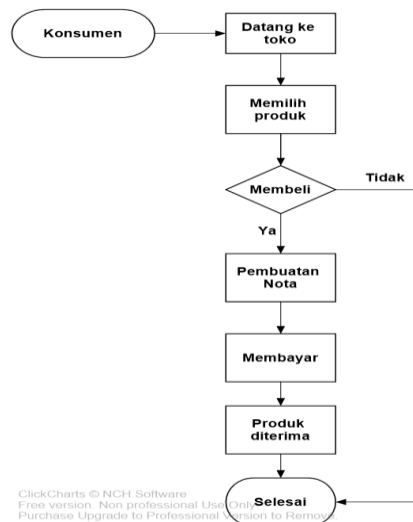 Konsumen
Datang ke
toko
Memilih
produk
Membeli
Tidak
Ya
Pembuatan
Nota
Membayar
Produk
diterima
Selesai
ClickCharts © NCH Software
Free version. Non professional Use Only.
Purchase Upgrade to Professional Version to Remove.